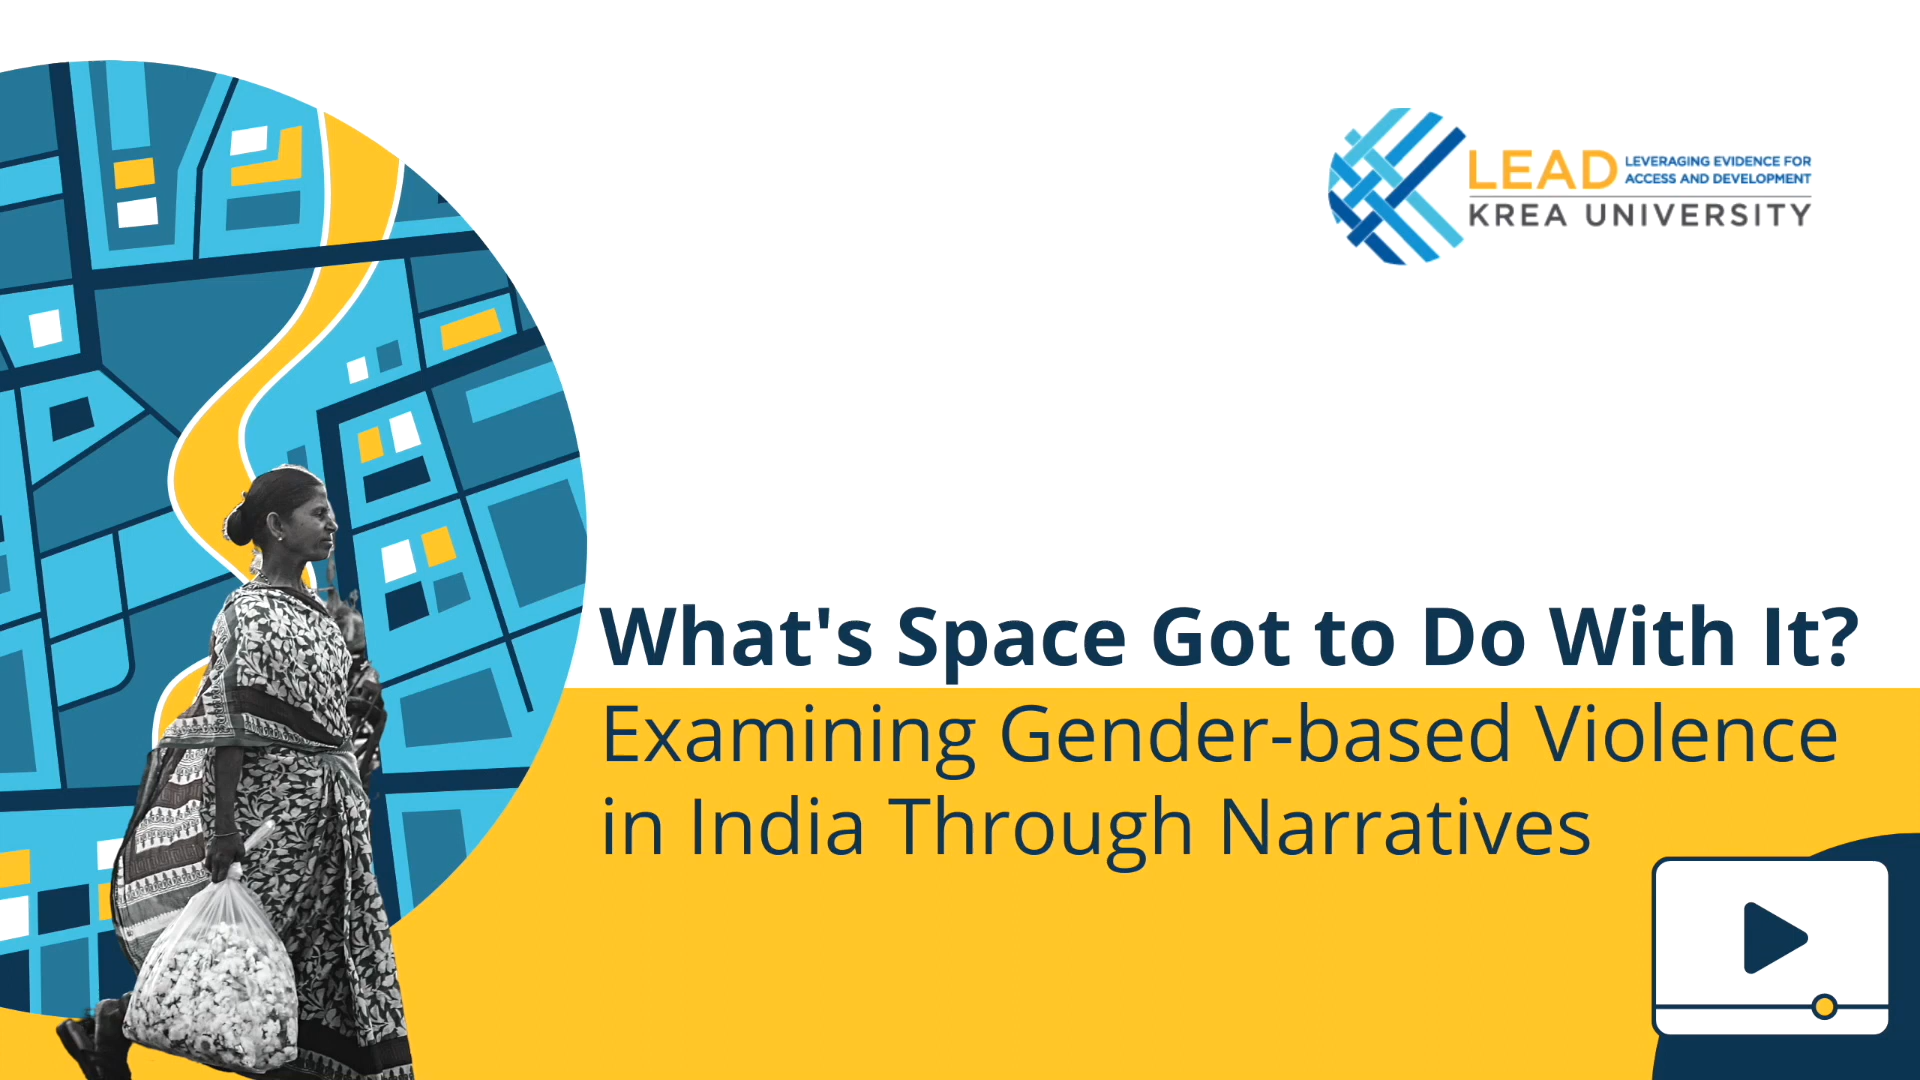 LEAD
LEVERAGING EVIDENCE FOR
ACCESS AND DEVELOPMENT
KREA UNIVERSITY
What's Space Got to Do With It?
Examining Gender-based Violence
in India Through Narratives